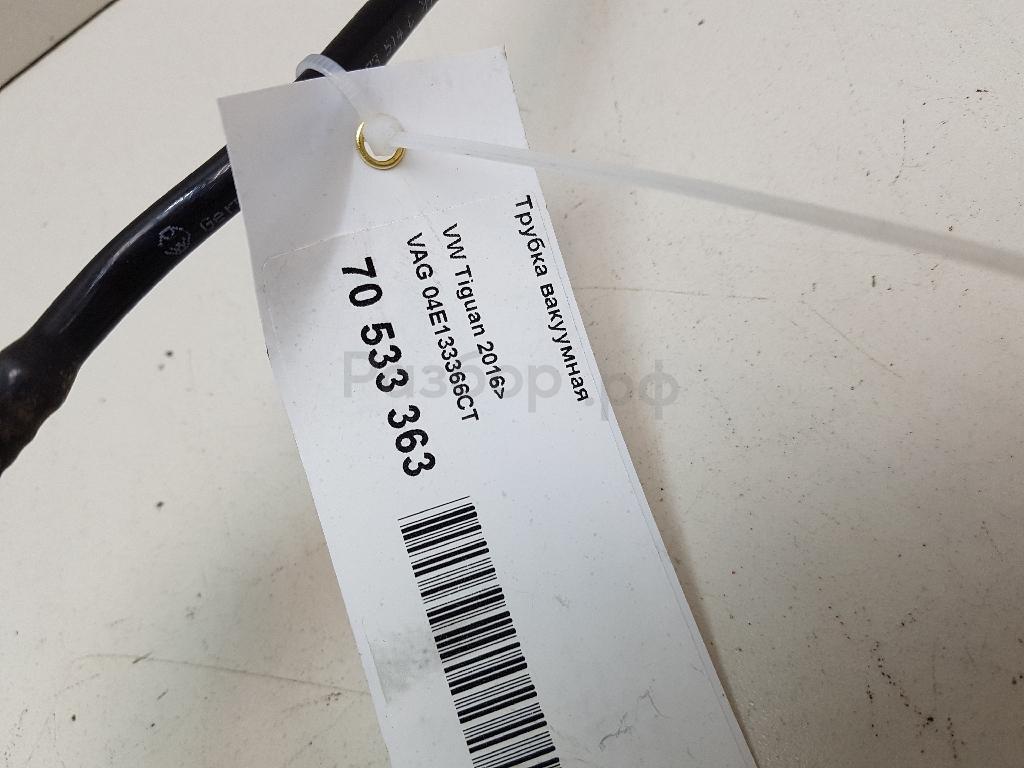 Трубка вакуумная
VW Tiguan 2016>
VAG 04E133366CT
70 533 363
Разбор.рф